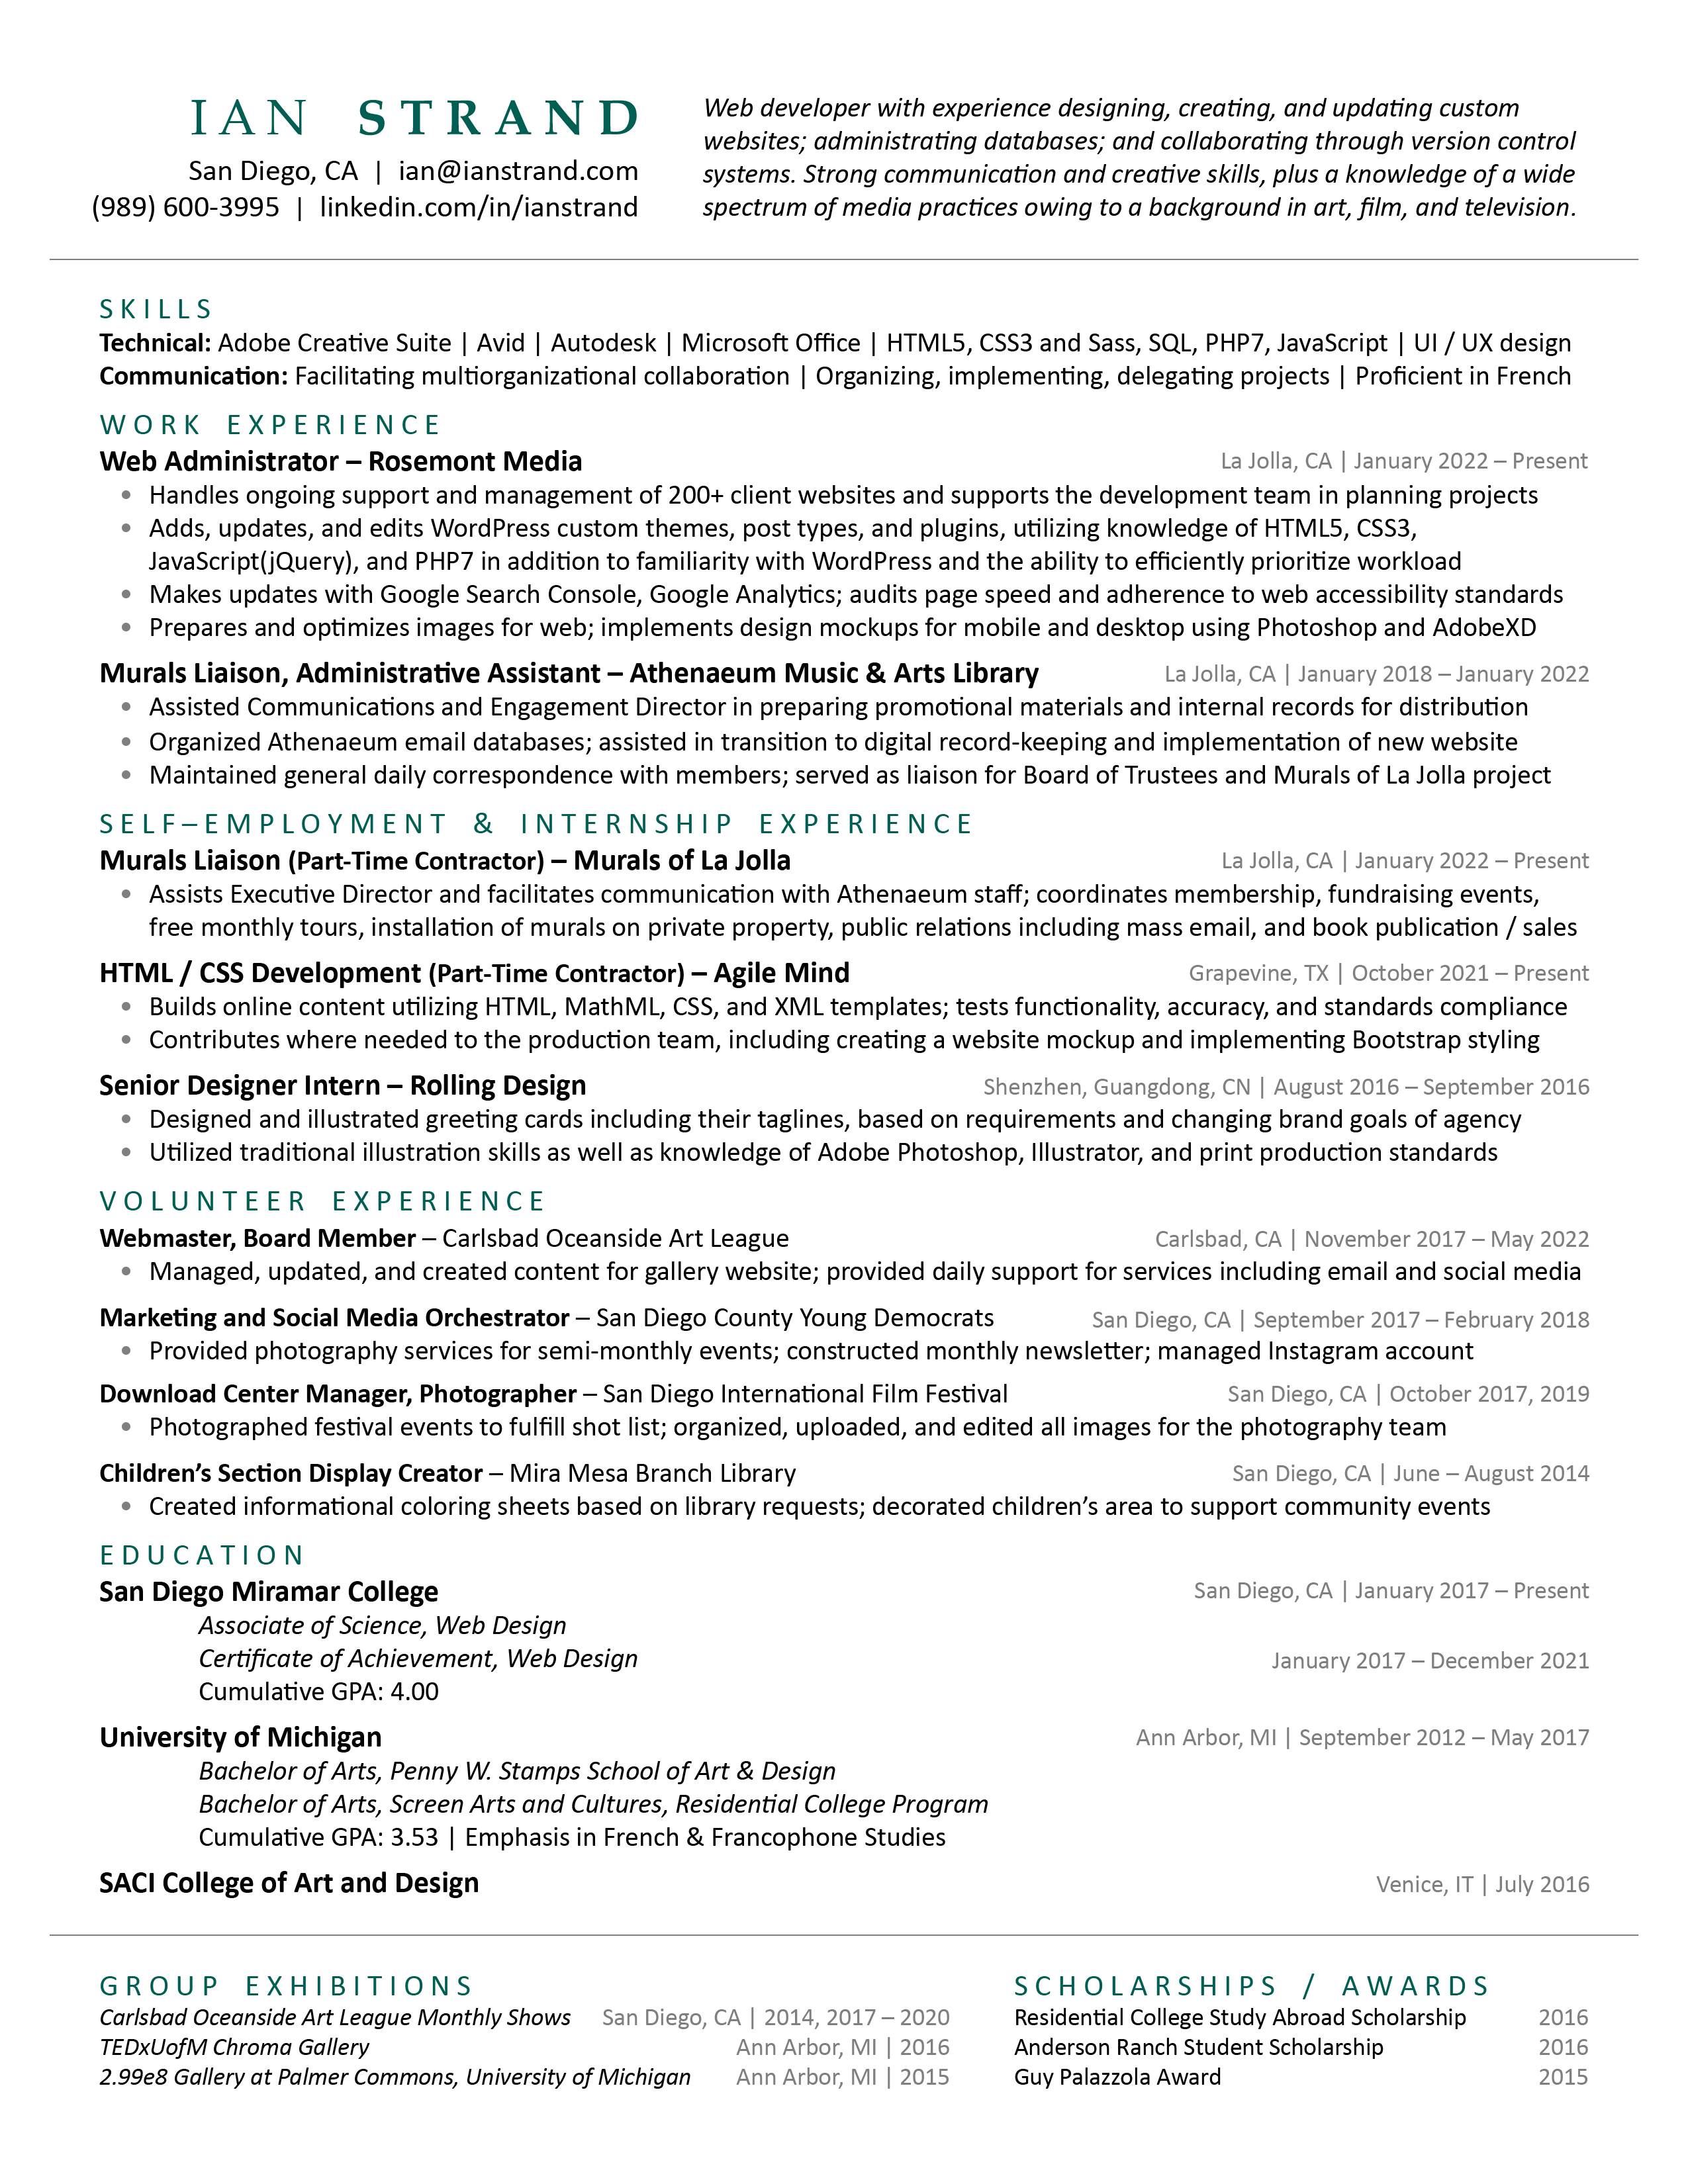 IAN STRAND
San Diego, CA | ian@ianstrand.com
(989) 600-3995 | linkedin.com/in/ianstrand
Web developer with experience designing, creating, and updating custom
websites; administrating databases; and collaborating through version control
systems. Strong communication and creative skills, plus a knowledge of a wide
spectrum of media practices owing to a background in art, film, and television.
SKILLS
Technical: Adobe Creative Suite | Avid | Autodesk | Microsoft Office | HTML5, CSS3 and Sass, SQL, PHP7, JavaScript | UI / UX design
Communication: Facilitating multiorganizational collaboration | Organizing, implementing, delegating projects | Proficient in French
WORK EXPERIENCE
Web Administrator – Rosemont Media La Jolla, CA | January 2022 – Present
• Handles ongoing support and management of 200+ client websites and supports the development team in planning projects
• Adds, updates, and edits WordPress custom themes, post types, and plugins, utilizing knowledge of HTML5, CSS3,
JavaScript(jQuery), and PHP7 in addition to familiarity with WordPress and the ability to efficiently prioritize workload
• Makes updates with Google Search Console, Google Analytics; audits page speed and adherence to web accessibility standards
• Prepares and optimizes images for web; implements design mockups for mobile and desktop using Photoshop and AdobeXD
Murals Liaison, Administrative Assistant – Athenaeum Music & Arts Library La Jolla, CA | January 2018 – January 2022
• Assisted Communications and Engagement Director in preparing promotional materials and internal records for distribution
• Organized Athenaeum email databases; assisted in transition to digital record-keeping and implementation of new website
• Maintained general daily correspondence with members; served as liaison for Board of Trustees and Murals of La Jolla project
SELF–EMPLOYMENT & INTERNSHIP EXPERIENCE
Murals Liaison (Part-Time Contractor) – Murals of La Jolla La Jolla, CA | January 2022 – Present
• Assists Executive Director and facilitates communication with Athenaeum staff; coordinates membership, fundraising events,
free monthly tours, installation of murals on private property, public relations including mass email, and book publication / sales
HTML / CSS Development (Part-Time Contractor) – Agile Mind Grapevine, TX | October 2021 – Present
• Builds online content utilizing HTML, MathML, CSS, and XML templates; tests functionality, accuracy, and standards compliance
• Contributes where needed to the production team, including creating a website mockup and implementing Bootstrap styling
Senior Designer Intern – Rolling Design Shenzhen, Guangdong, CN | August 2016 – September 2016
• Designed and illustrated greeting cards including their taglines, based on requirements and changing brand goals of agency
• Utilized traditional illustration skills as well as knowledge of Adobe Photoshop, Illustrator, and print production standards
VOLUNTEER EXPERIENCE
Webmaster, Board Member – Carlsbad Oceanside Art League Carlsbad, CA | November 2017 – May 2022
• Managed, updated, and created content for gallery website; provided daily support for services including email and social media
Marketing and Social Media Orchestrator – San Diego County Young Democrats San Diego, CA | September 2017 – February 2018
• Provided photography services for semi-monthly events; constructed monthly newsletter; managed Instagram account
Download Center Manager, Photographer – San Diego International Film Festival San Diego, CA | October 2017, 2019
• Photographed festival events to fulfill shot list; organized, uploaded, and edited all images for the photography team
Children’s Section Display Creator – Mira Mesa Branch Library San Diego, CA | June – August 2014
• Created informational coloring sheets based on library requests; decorated children’s area to support community events
EDUCATION
San Diego Miramar College San Diego, CA | January 2017 – Present
Associate of Science, Web Design
Certificate of Achievement, Web Design January 2017 – December 2021
Cumulative GPA: 4.00
University of Michigan Ann Arbor, MI | September 2012 – May 2017
Bachelor of Arts, Penny W. Stamps School of Art & Design
Bachelor of Arts, Screen Arts and Cultures, Residential College Program
Cumulative GPA: 3.53 | Emphasis in French & Francophone Studies
SACI College of Art and Design Venice, IT | July 2016
GROUP EXHIBITIONS
Carlsbad Oceanside Art League Monthly Shows San Diego, CA | 2014, 2017 – 2020
TEDxUofM Chroma Gallery Ann Arbor, MI | 2016
2.99e8 Gallery at Palmer Commons, University of Michigan Ann Arbor, MI | 2015
SCHOLARSHIPS / AWARDS
Residential College Study Abroad Scholarship 2016
Anderson Ranch Student Scholarship 2016
Guy Palazzola Award 2015